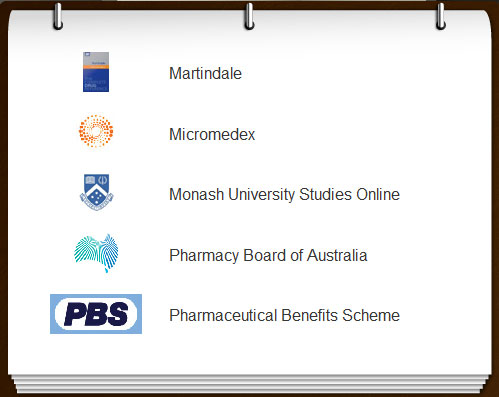 Martindale
Micromedex
Monash University Studies Online
Pharmacy Board of Australia
PBS
Pharmaceutical Benefits Scheme